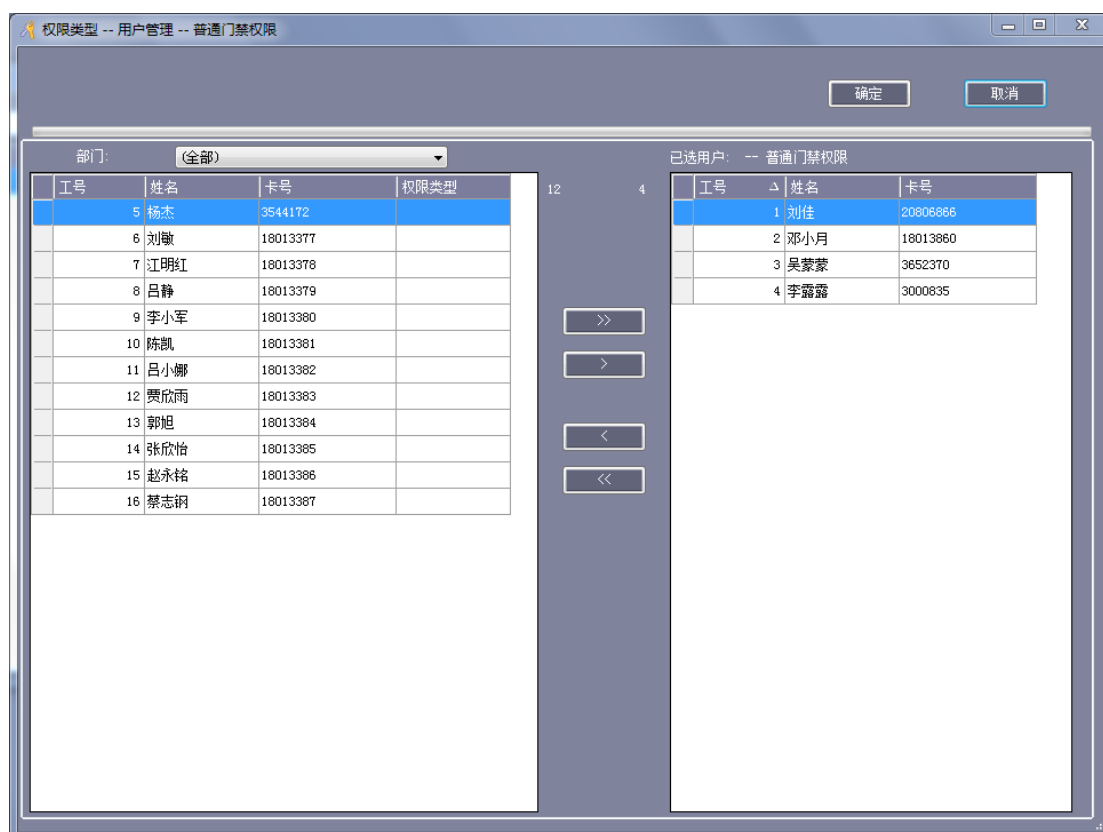 权限类型 -- 用户管理 -- 普通门禁权限
确定 取消
部门: (全部) 已选用户: -- 普通门禁权限
工号 姓名 卡号 权限类型 12 4 工号 姓名 卡号
5 杨杰 3544172 1 刘佳 20806866
6 刘敏 18013377 2 邓小月 18013860
7 江明红 18013378 3 吴蒙蒙 3652370
8 吕静 18013379 4 李露露 3000835
9 李小军 18013380 >>
10 陈凯 18013381
11 吕小娜 18013382 >
12 贾欣雨 18013383
13 郭旭 18013384 <
14 张欣怡 18013385
15 赵永铭 18013386 <<
16 蔡志钢 18013387